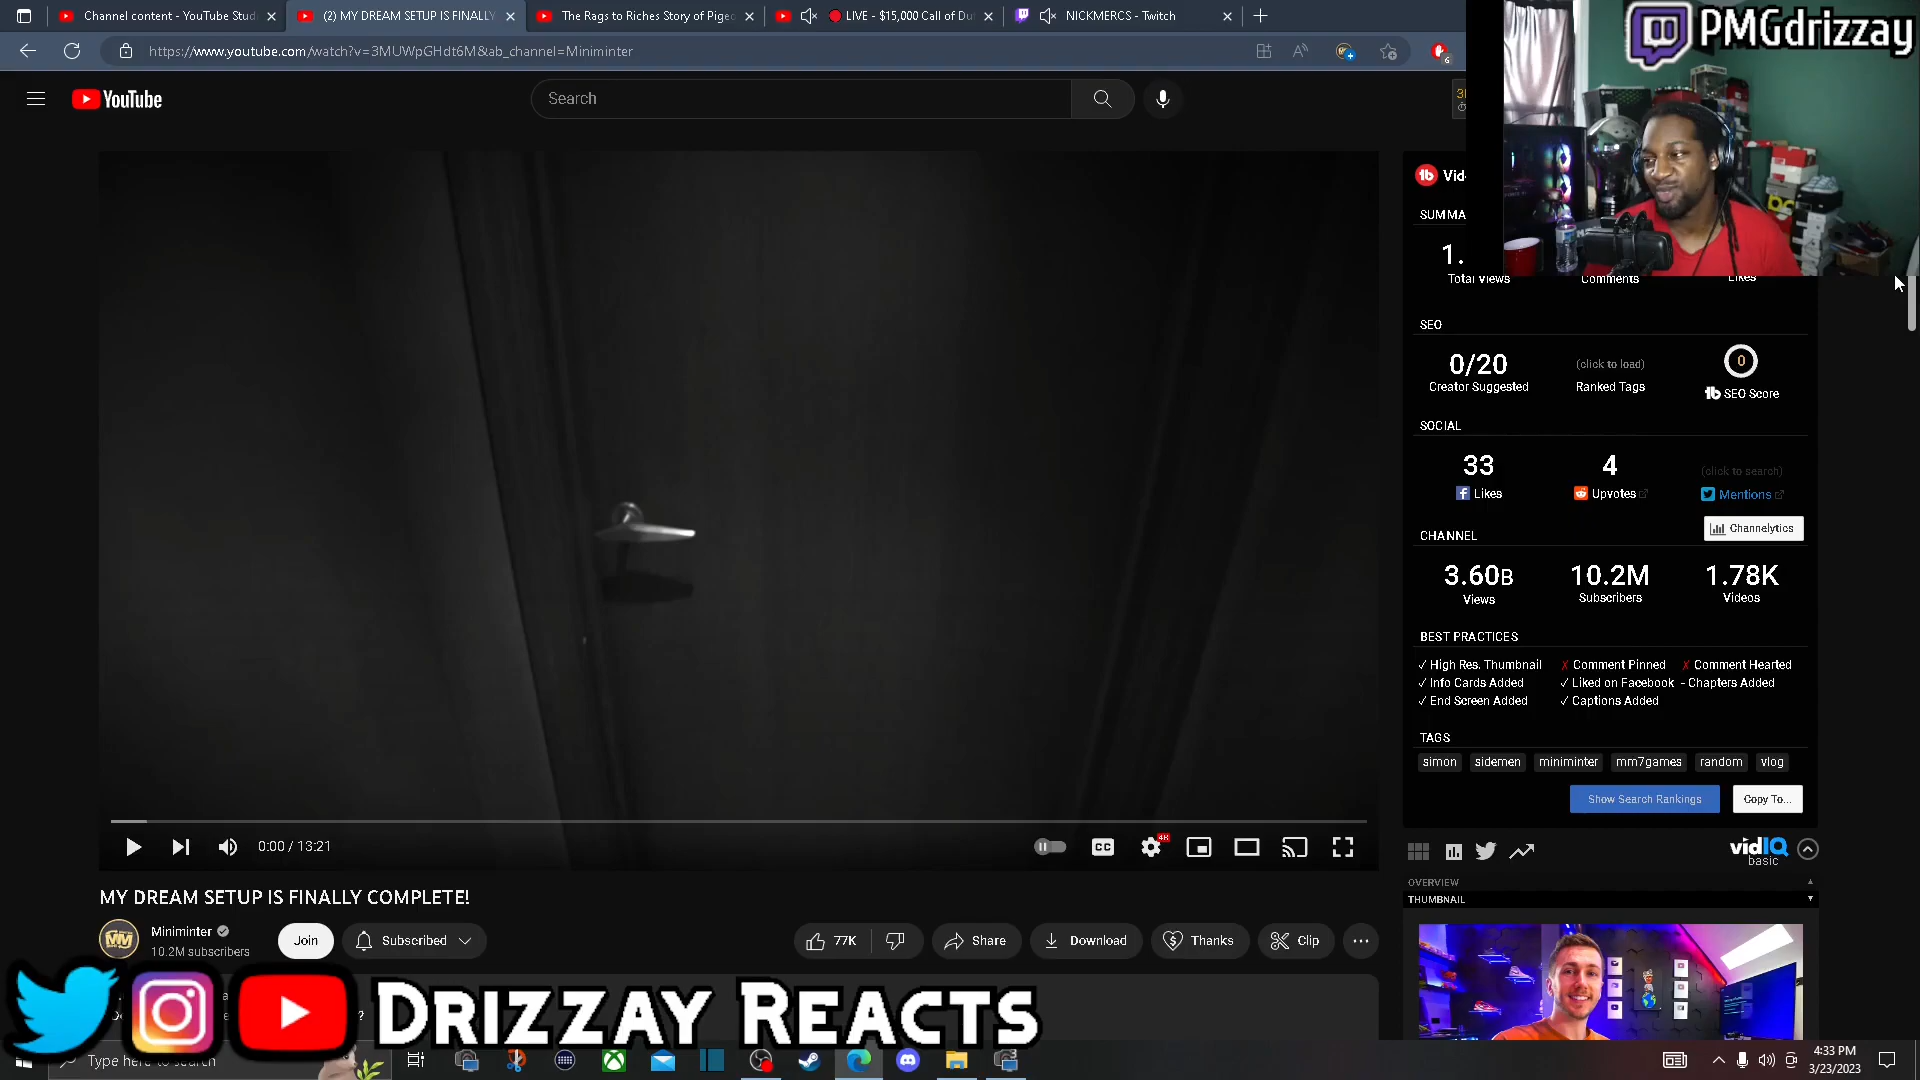 Channel content - YouTube Stud
(2) MY DREAM SETUP IS FINALLY
The Rags to Riches Story of Pige
LIVE - $15,000 Call of Du
NICKMERCS - Twitch
https://www.youtube.com/watch?v=3MUWpGHdt6M&ab_channel=Miniminter
6
PMGdrizzay
YouTube
Search
Vid
SUMMA
1.
Total Views Comments Likes
SEO
0/20 (click to load) 0
Creator Suggested Ranked Tags tb SEO Score
SOCIAL
33 4 (click to search)
Likes Upvotes Mentions
Channelytics
CHANNEL
3.60B 10.2M 1.78K
Views Subscribers Videos
BEST PRACTICES
✓ High Res. Thumbnail ✗ Comment Pinned ✗ Comment Hearted
✓ Info Cards Added ✓ Liked on Facebook - Chapters Added
✓ End Screen Added ✓ Captions Added
TAGS
simon sidemen miniminter mm7games random vlog
Show Search Rankings Copy To...
0:00 / 13:21
CC
4K
vidIQ
basic
OVERVIEW
THUMBNAIL
MY DREAM SETUP IS FINALLY COMPLETE!
MM
Miniminter
10.2M subscribers
Join
Subscribed
77K
Share
Download
Thanks
Clip
DRIZZAY REACTS
Type here to search
4:33 PM
3/23/2023